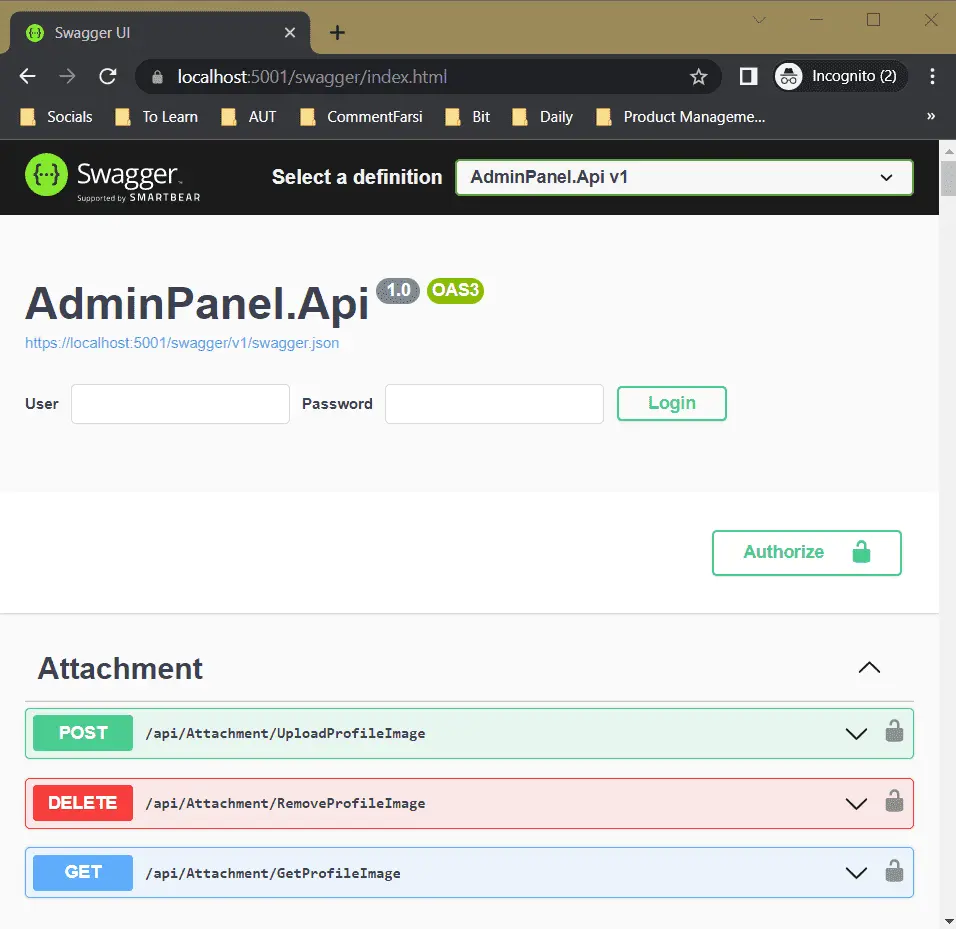 Swagger UI
localhost:5001/swagger/index.html
Incognito (2)
Socials To Learn AUT CommentFarsi Bit Daily Product Manageme... »
Swagger™
Supported by SMARTBEAR
Select a definition
AdminPanel.Api v1
AdminPanel.Api 1.0 OAS3
https://localhost:5001/swagger/v1/swagger.json
User Password Login
Authorize
Attachment
POST /api/Attachment/UploadProfileImage
DELETE /api/Attachment/RemoveProfileImage
GET /api/Attachment/GetProfileImage